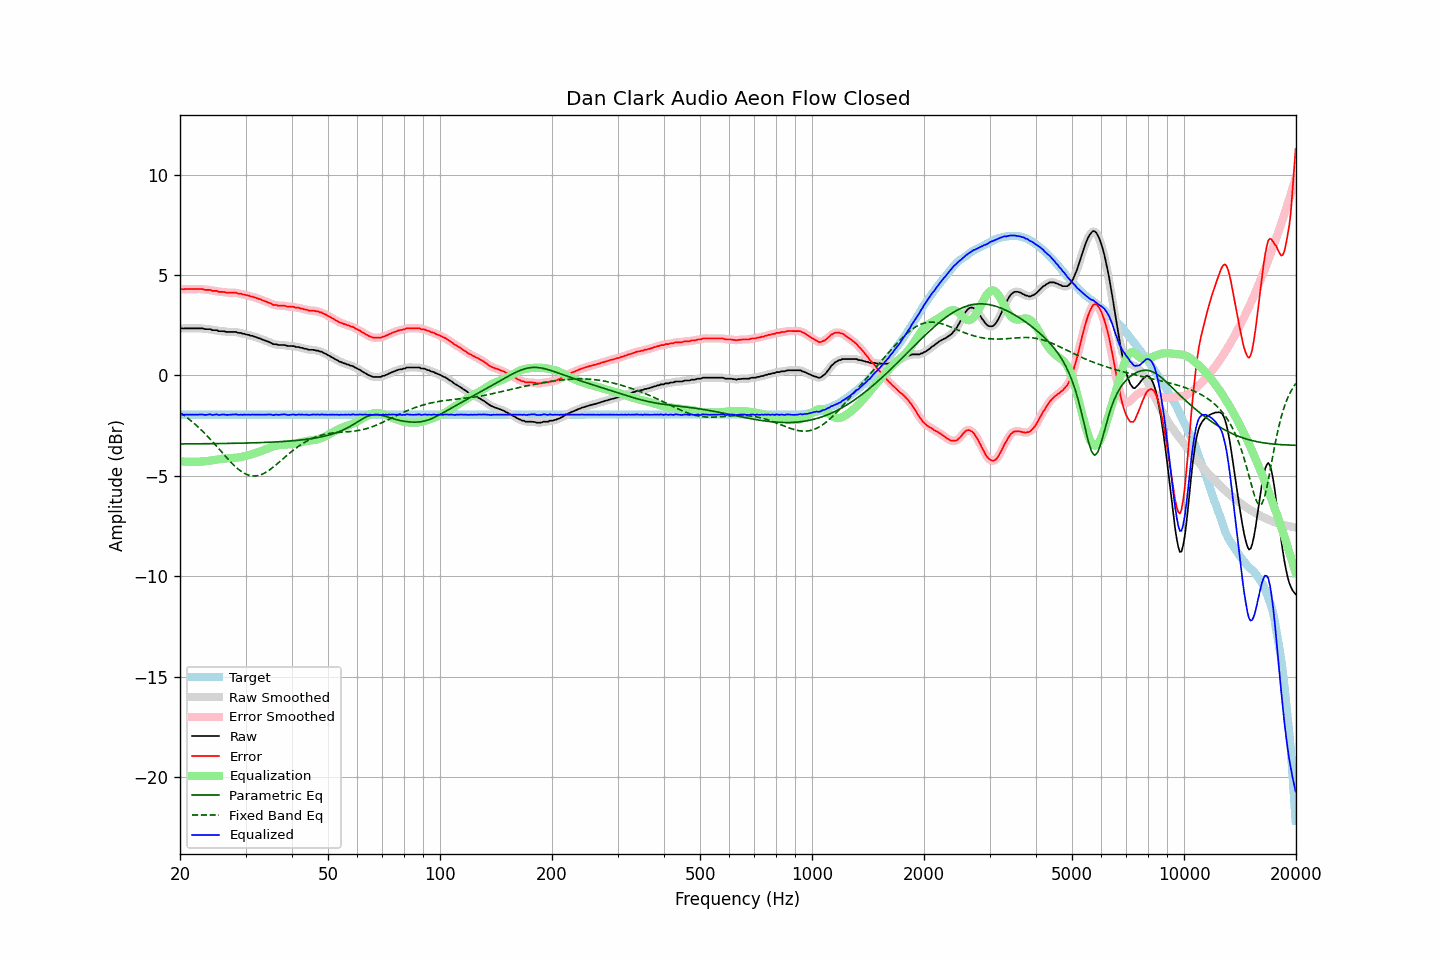 Dan Clark Audio Aeon Flow Closed
Amplitude (dBr)
10
5
0
−5
−10
−15
−20
Target
Raw Smoothed
Error Smoothed
Raw
Error
Equalization
Parametric Eq
Fixed Band Eq
Equalized
20 50 100 200 500 1000 2000 5000 10000 20000
Frequency (Hz)